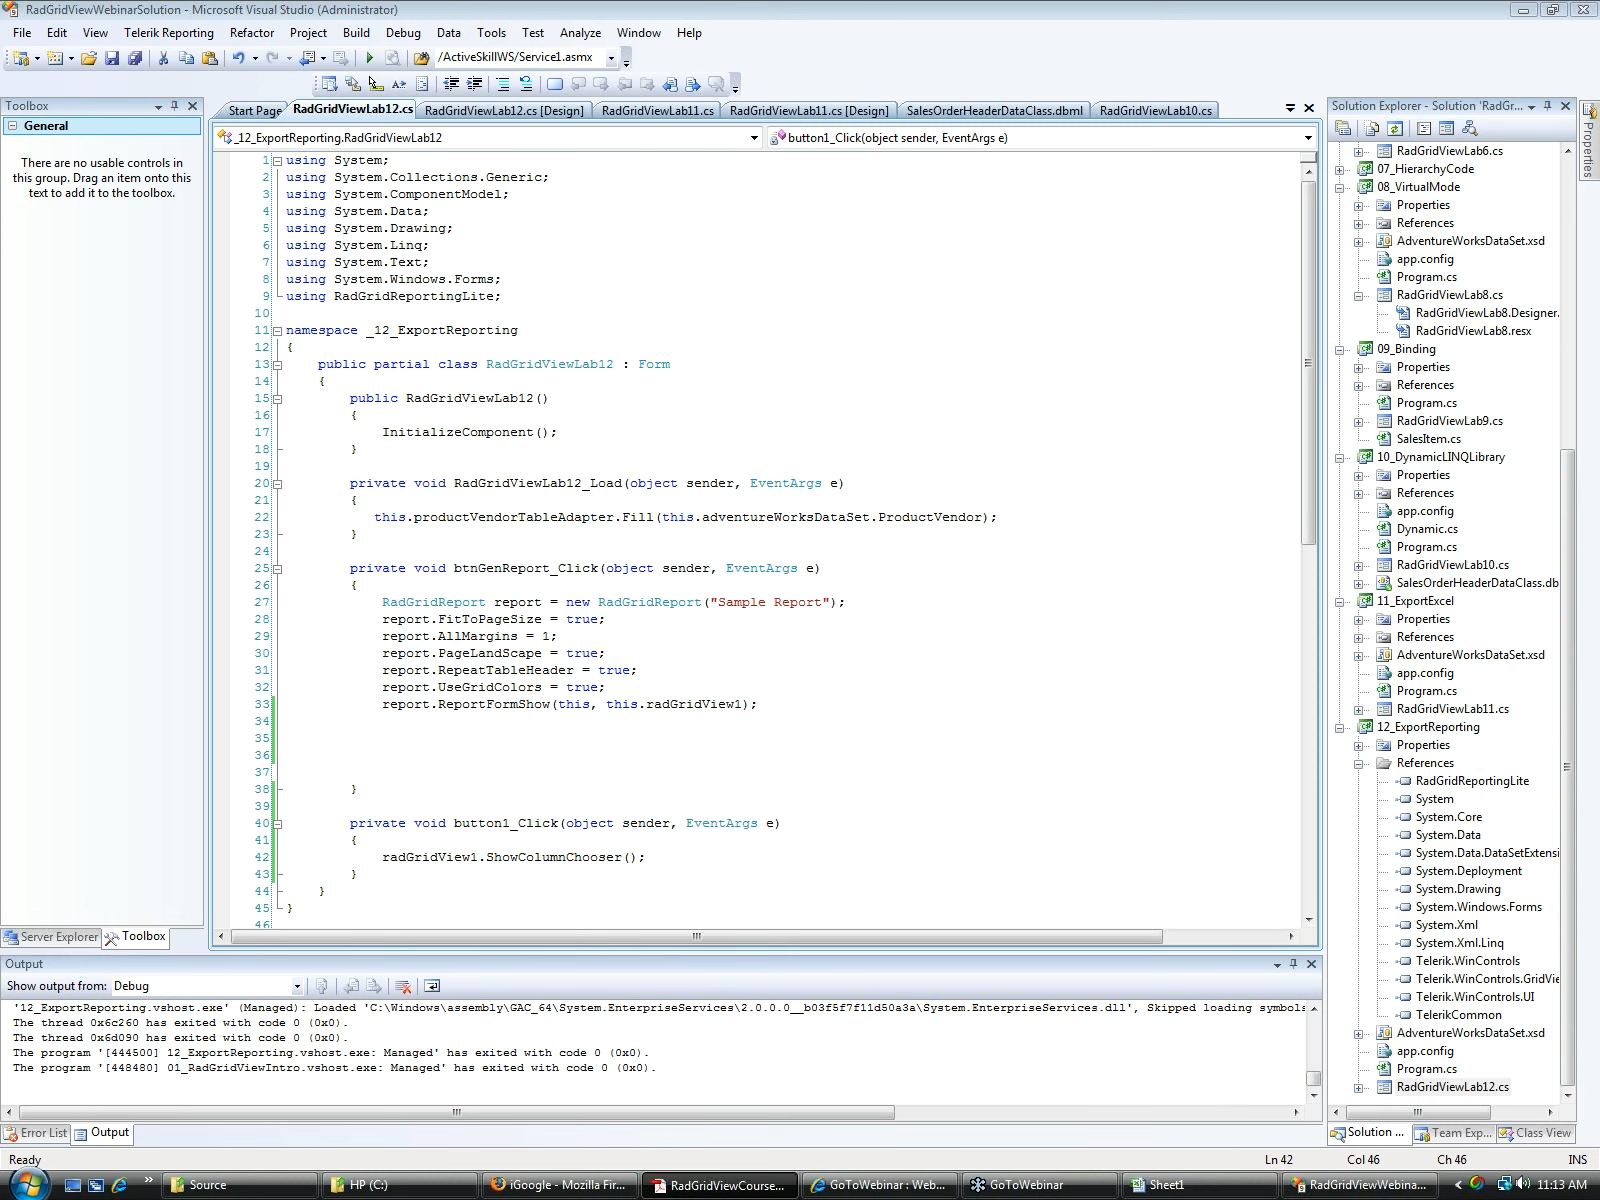 RadGridViewWebinarSolution - Microsoft Visual Studio (Administrator)
File Edit View Telerik Reporting Refactor Project Build Debug Data Tools Test Analyze Window Help
/ActiveSkillWS/Service1.asmx
Toolbox
General
There are no usable controls in
this group. Drag an item onto this
text to add it to the toolbox.
Server Explorer Toolbox
Start Page RadGridViewLab12.cs RadGridViewLab12.cs [Design] RadGridViewLab11.cs RadGridViewLab11.cs [Design] SalesOrderHeaderDataClass.dbml RadGridViewLab10.cs
_12_ExportReporting.RadGridViewLab12 button1_Click(object sender, EventArgs e)
1 using System;
2 using System.Collections.Generic;
3 using System.ComponentModel;
4 using System.Data;
5 using System.Drawing;
6 using System.Linq;
7 using System.Text;
8 using System.Windows.Forms;
9 using RadGridReportingLite;
10
11 namespace _12_ExportReporting
12 {
13 public partial class RadGridViewLab12 : Form
14 {
15 public RadGridViewLab12()
16 {
17 InitializeComponent();
18 }
19
20 private void RadGridViewLab12_Load(object sender, EventArgs e)
21 {
22 this.productVendorTableAdapter.Fill(this.adventureWorksDataSet.ProductVendor);
23 }
24
25 private void btnGenReport_Click(object sender, EventArgs e)
26 {
27 RadGridReport report = new RadGridReport("Sample Report");
28 report.FitToPageSize = true;
29 report.AllMargins = 1;
30 report.PageLandScape = true;
31 report.RepeatTableHeader = true;
32 report.UseGridColors = true;
33 report.ReportFormShow(this, this.radGridView1);
34
35
36
37
38 }
39
40 private void button1_Click(object sender, EventArgs e)
41 {
42 radGridView1.ShowColumnChooser();
43 }
44 }
45 }
46
Solution Explorer - Solution 'RadGr...
RadGridViewLab6.cs
07_HierarchyCode
08_VirtualMode
Properties
References
AdventureWorksDataSet.xsd
app.config
Program.cs
RadGridViewLab8.cs
RadGridViewLab8.Designer.
RadGridViewLab8.resx
09_Binding
Properties
References
Program.cs
RadGridViewLab9.cs
SalesItem.cs
10_DynamicLINQLibrary
Properties
References
app.config
Dynamic.cs
Program.cs
RadGridViewLab10.cs
SalesOrderHeaderDataClass.db
11_ExportExcel
Properties
References
AdventureWorksDataSet.xsd
app.config
Program.cs
RadGridViewLab11.cs
12_ExportReporting
Properties
References
RadGridReportingLite
System
System.Core
System.Data
System.Data.DataSetExtensi
System.Deployment
System.Drawing
System.Windows.Forms
System.Xml
System.Xml.Linq
Telerik.WinControls
Telerik.WinControls.GridVie
Telerik.WinControls.UI
TelerikCommon
AdventureWorksDataSet.xsd
app.config
Program.cs
RadGridViewLab12.cs
Solution ... Team Exp... Class View
Properties
Output
Show output from: Debug
'12_ExportReporting.vshost.exe' (Managed): Loaded 'C:\Windows\assembly\GAC_64\System.EnterpriseServices\2.0.0.0__b03f5f7f11d50a3a\System.EnterpriseServices.dll', Skipped loading symbols
The thread 0x6c260 has exited with code 0 (0x0).
The thread 0x6d090 has exited with code 0 (0x0).
The program '[444500] 12_ExportReporting.vshost.exe: Managed' has exited with code 0 (0x0).
The program '[448480] 01_RadGridViewIntro.vshost.exe: Managed' has exited with code 0 (0x0).
Error List Output
Ready Ln 42 Col 46 Ch 46 INS
Source HP (C:) iGoogle - Mozilla Fir... RadGridViewCourse... GoToWebinar : Web... GoToWebinar Sheet1 RadGridViewWebina... 11:13 AM